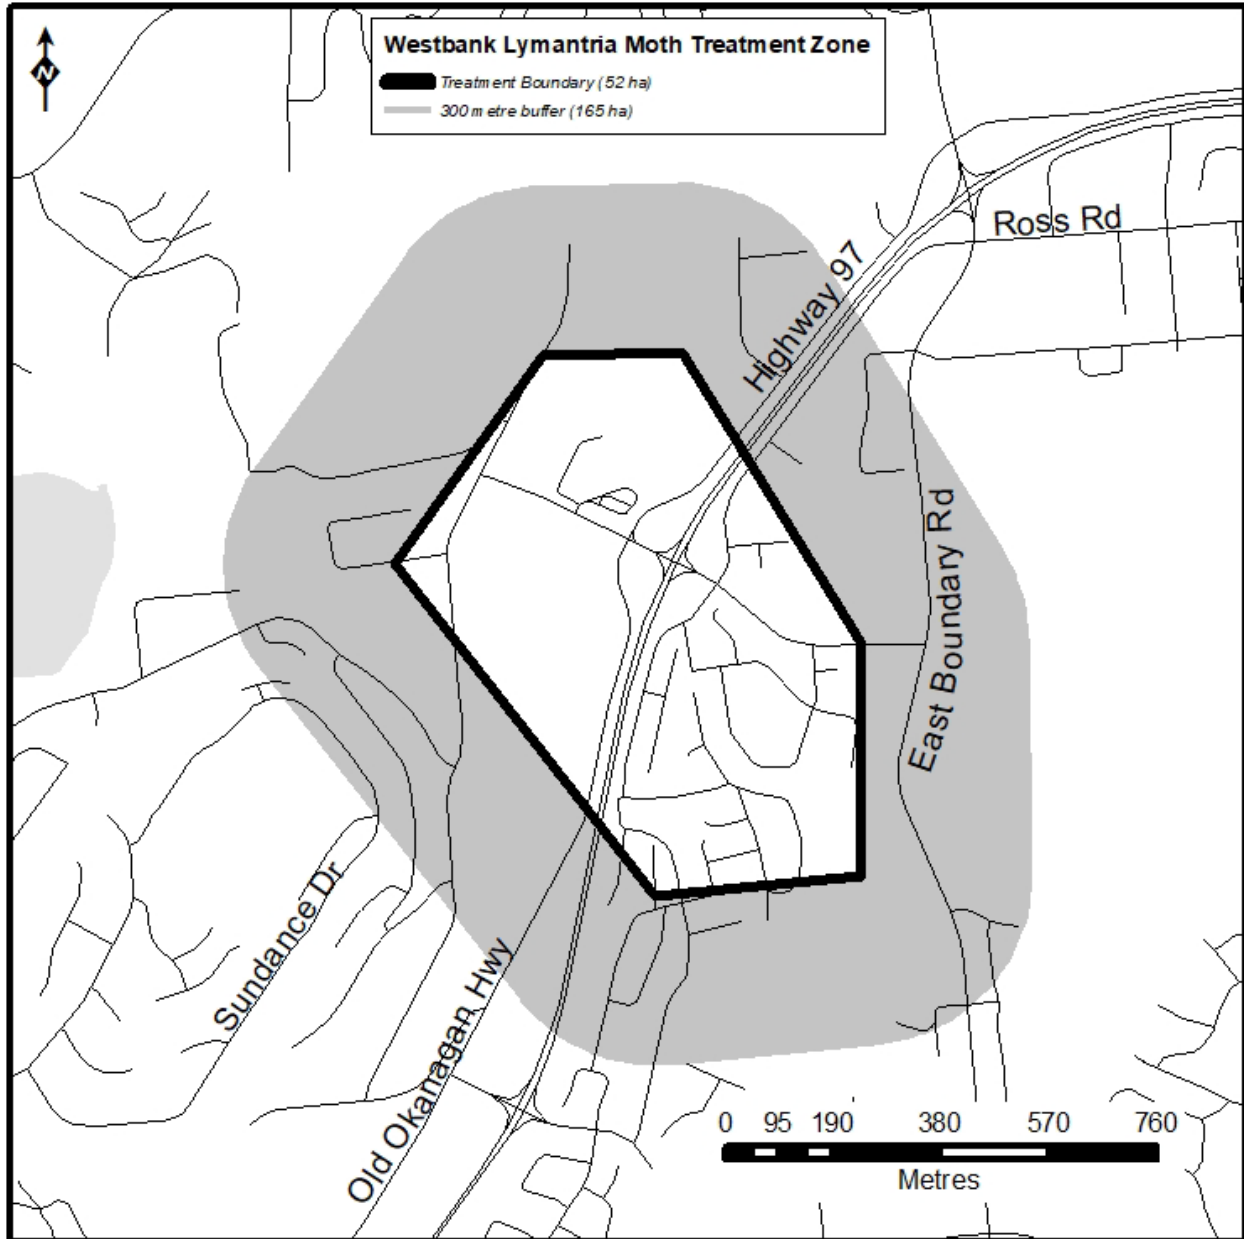 Westbank Lymantria Moth Treatment Zone
Treatment Boundary (52 ha)
300 metre buffer (165 ha)
N
Ross Rd
Highway 97
East Boundary Rd
Sundance Dr
Old Okanagan Hwy
0 95 190 380 570 760
Metres